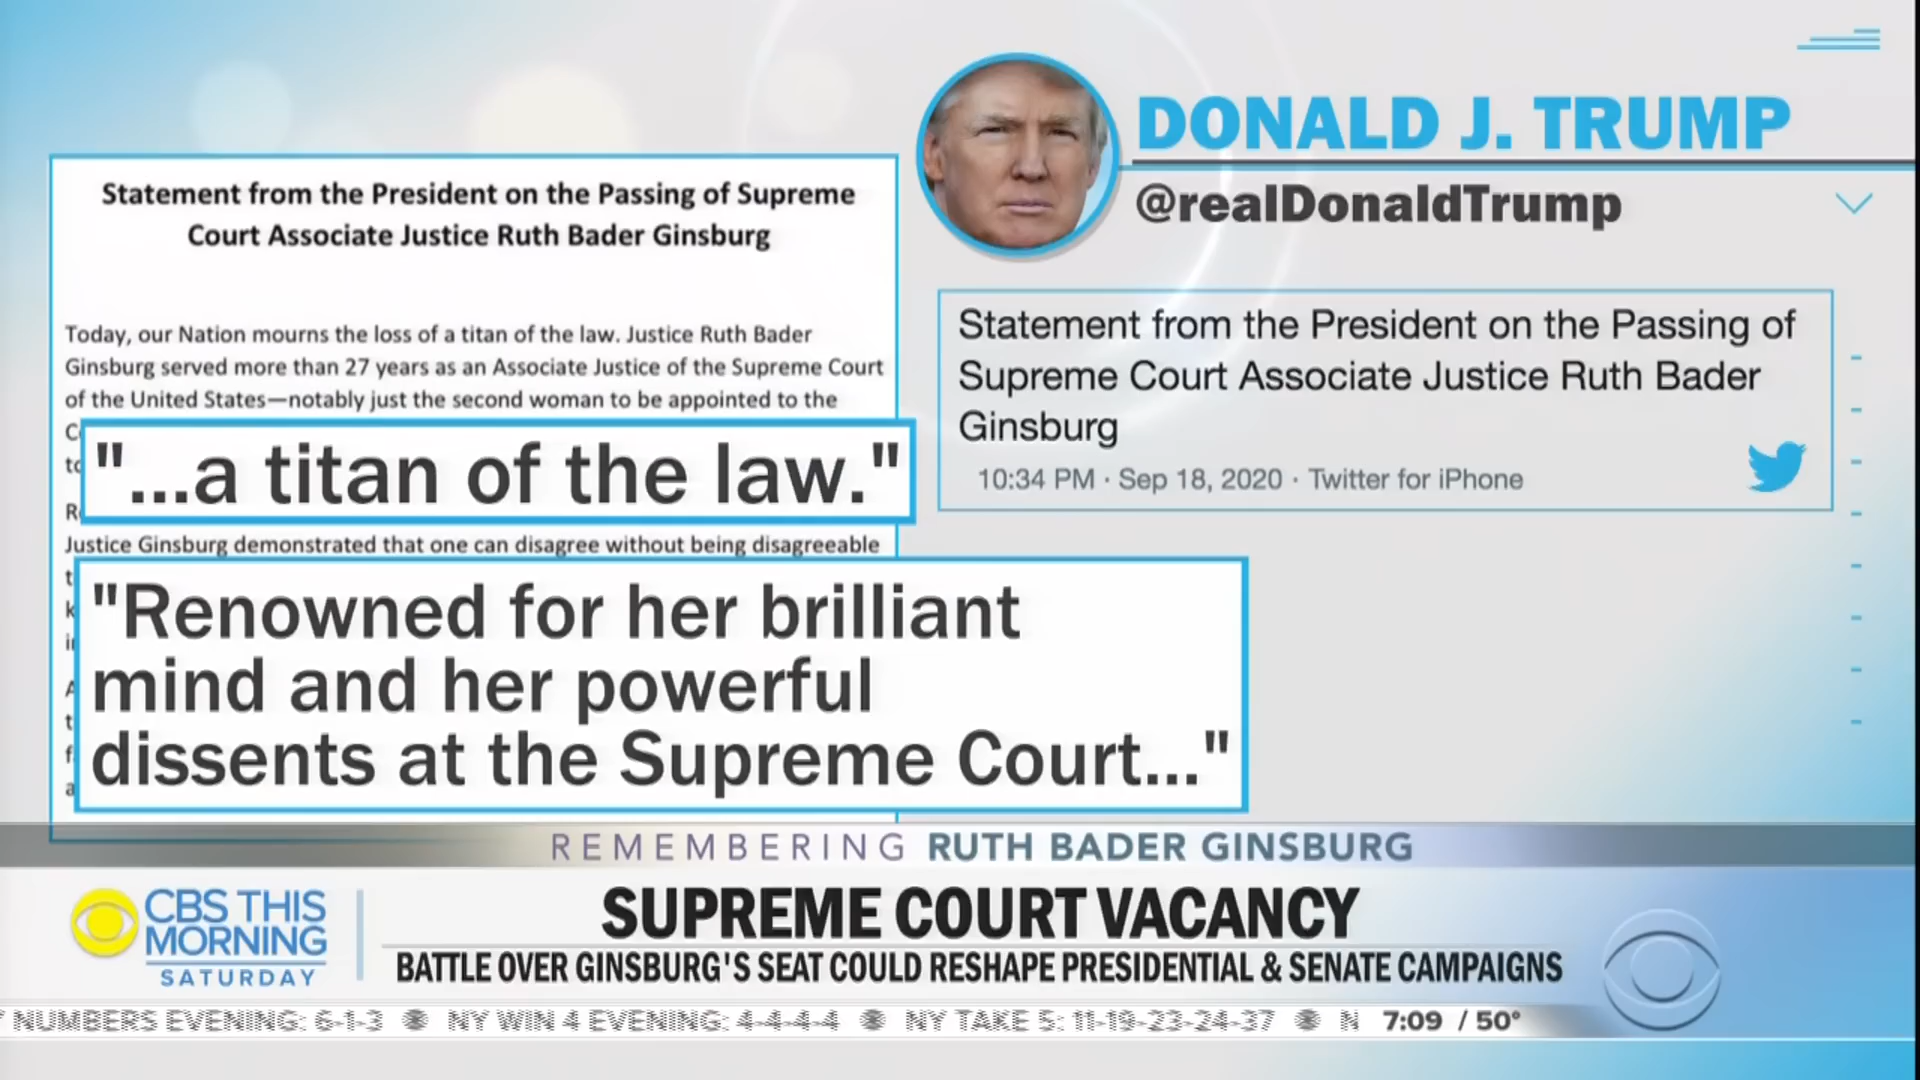 Statement from the President on the Passing of Supreme
Court Associate Justice Ruth Bader Ginsburg
Today, our Nation mourns the loss of a titan of the law. Justice Ruth Bader
Ginsburg served more than 27 years as an Associate Justice of the Supreme Court
of the United States—notably just the second woman to be appointed to the
"...a titan of the law."
Justice Ginsburg demonstrated that one can disagree without being disagreeable
"Renowned for her brilliant
mind and her powerful
dissents at the Supreme Court..."
DONALD J. TRUMP
@realDonaldTrump
Statement from the President on the Passing of
Supreme Court Associate Justice Ruth Bader
Ginsburg
10:34 PM · Sep 18, 2020 · Twitter for iPhone
REMEMBERING RUTH BADER GINSBURG
CBS THIS
MORNING
SATURDAY
SUPREME COURT VACANCY
BATTLE OVER GINSBURG'S SEAT COULD RESHAPE PRESIDENTIAL & SENATE CAMPAIGNS
NUMBERS EVENING: 6-1-3 NY WIN 4 EVENING: 4-4-4-4 NY TAKE 5: 11-19-23-24-37 N 7:09 / 50°